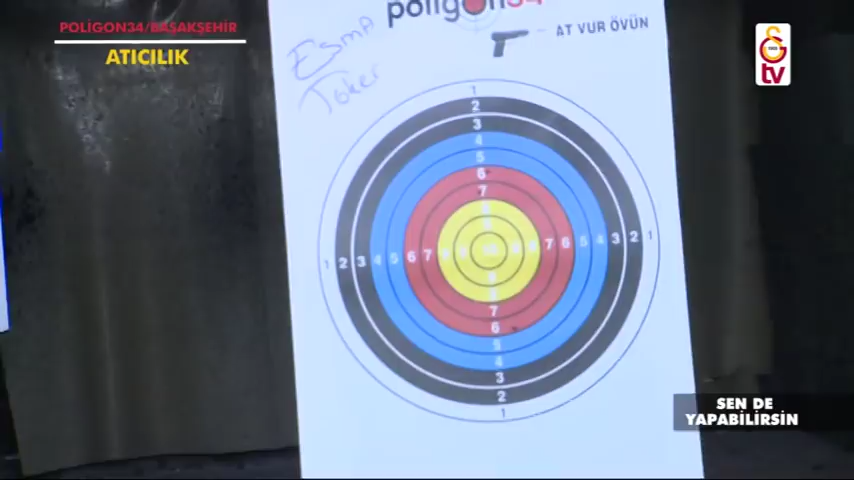 POLİGON34/BAŞAKŞEHİR
ATICILIK
poligon34
AT VUR ÖVÜN
Esma
Toker
tv
1
2
3
4
5
6
7
1 2 3 4 5 6 7
7 6 5 4 3 2 1
7
6
5
4
3
2
1
SEN DE
YAPABİLİRSİN